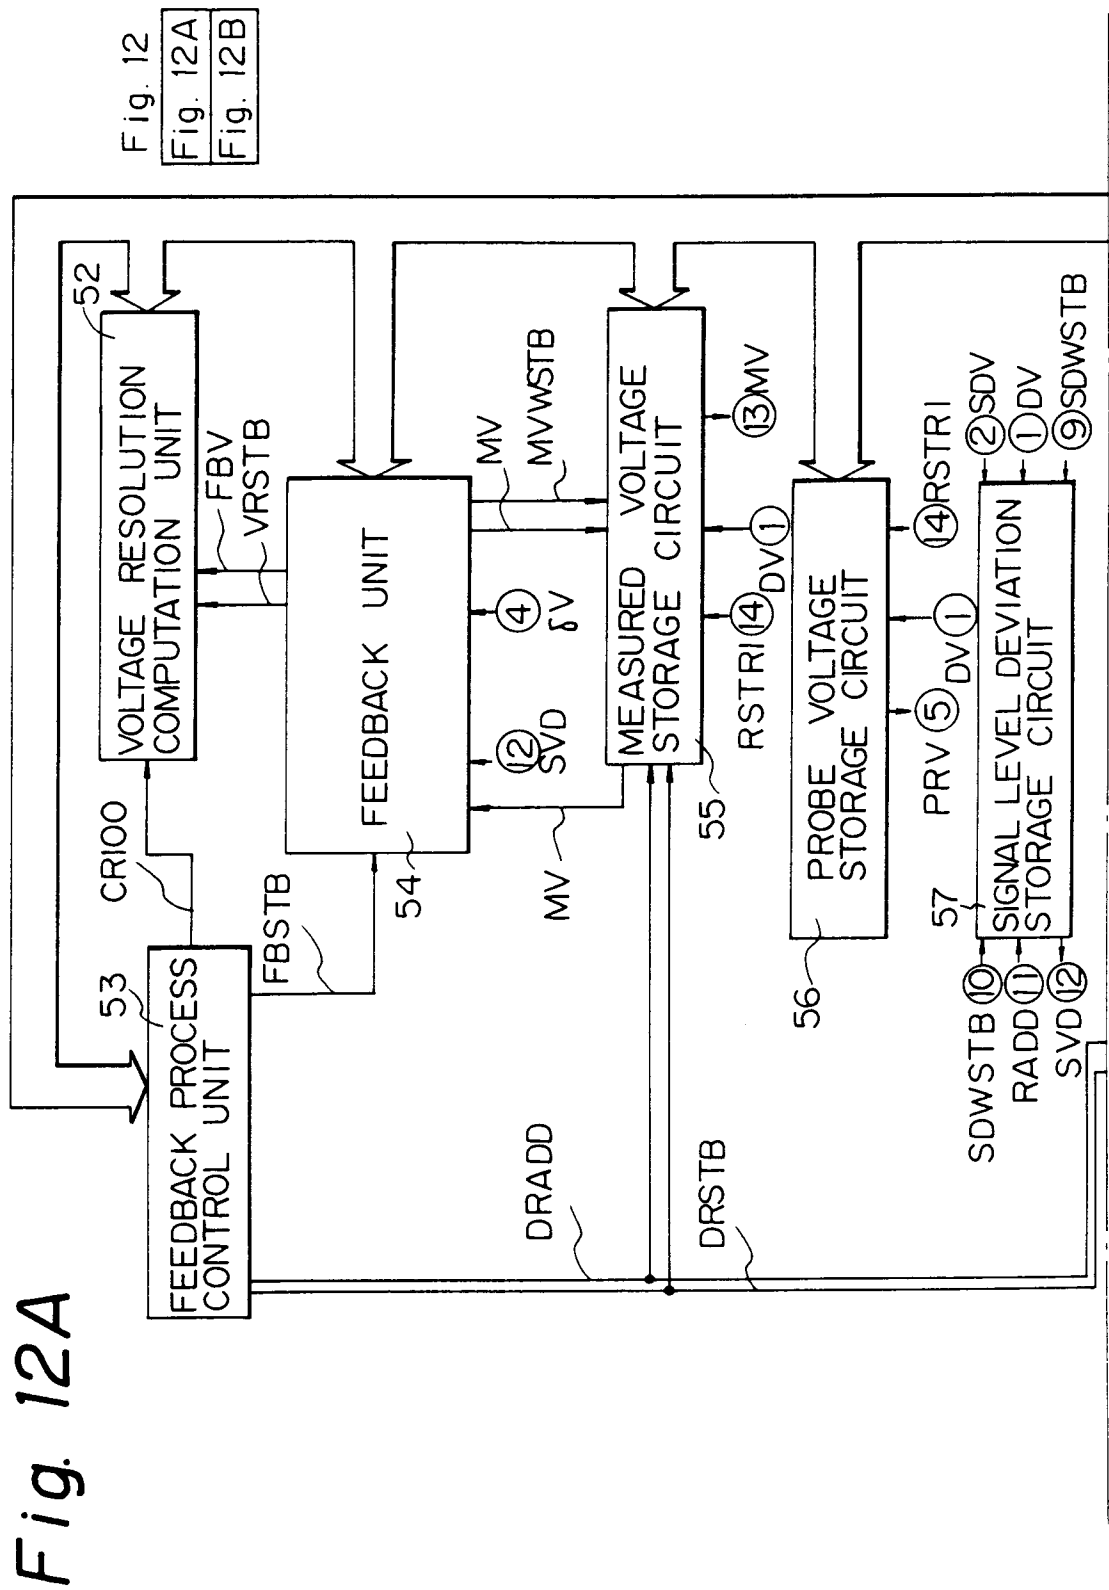 Fig. 12A
Fig. 12
Fig. 12A
Fig. 12B
52
VOLTAGE RESOLUTION
COMPUTATION UNIT
CR100
53
FEEDBACK PROCESS
CONTROL UNIT
FBV
VRSTB
FBSTB
FEEDBACK UNIT
54
MV
MVWSTB
MV
12
SVD
4
δV
MEASURED VOLTAGE
STORAGE CIRCUIT
55
RSTR1 14
DV 1
13 MV
DRADD
DRSTB
PROBE VOLTAGE
STORAGE CIRCUIT
56
PRV 5
DV 1
14 RSTR1
57
SIGNAL LEVEL DEVIATION
STORAGE CIRCUIT
SDWSTB 10
RADD 11
SVD 12
2 SDV
1 DV
9 SDWSTB